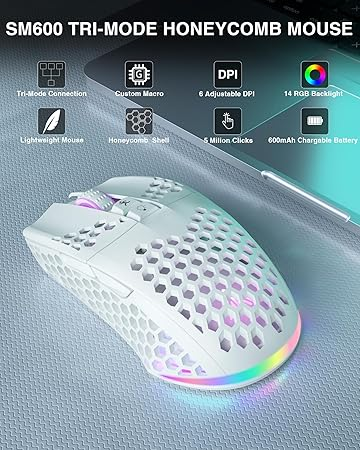 SM600 TRI-MODE HONEYCOMB MOUSE
G
DPI
Tri-Mode Connection
Custom Macro
6 Adjustable DPI
14 RGB Backlight
Lightweight Mouse
Honeycomb Shell
5 Milion Clicks
600mAh Chargable Battery